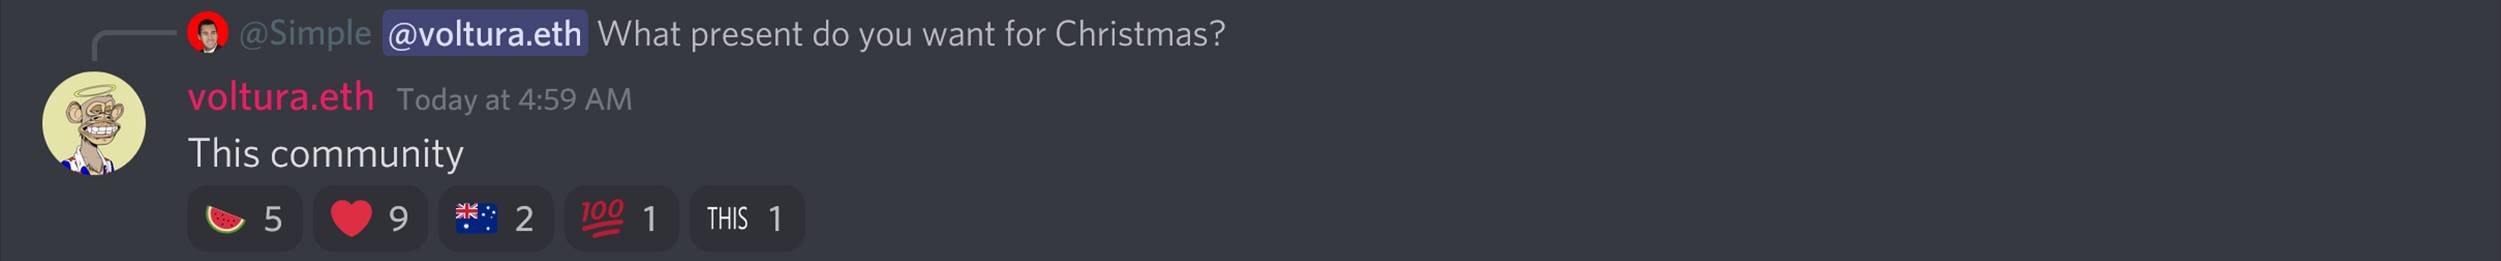 @Simple @voltura.eth What present do you want for Christmas?
voltura.eth Today at 4:59 AM
This community
5 9 2 100 1 THIS 1